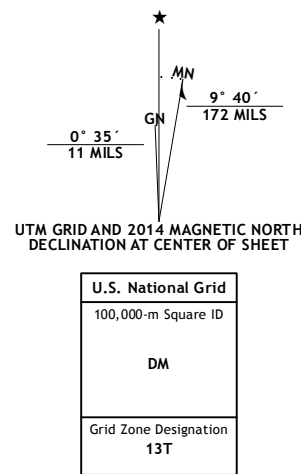 ★
MN
GN
9° 40´
172 MILS
0° 35´
11 MILS
UTM GRID AND 2014 MAGNETIC NORTH
DECLINATION AT CENTER OF SHEET
U.S. National Grid
100,000-m Square ID
DM
Grid Zone Designation
13T